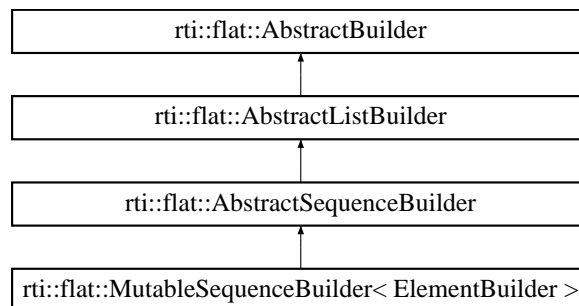 rti::flat::AbstractBuilder
rti::flat::AbstractListBuilder
rti::flat::AbstractSequenceBuilder
rti::flat::MutableSequenceBuilder< ElementBuilder >